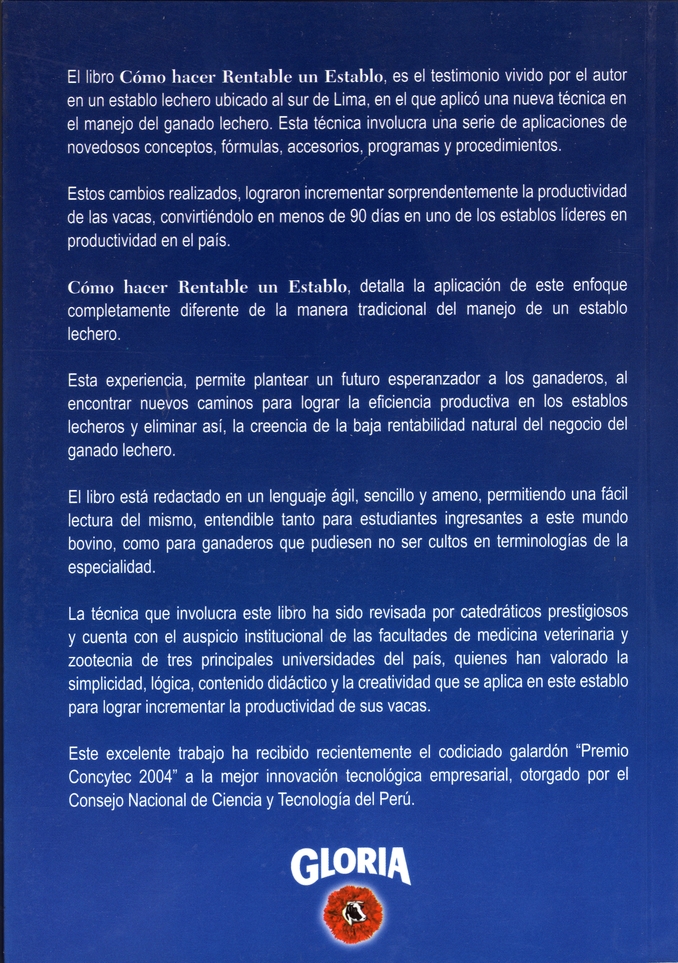 El libro Cómo hacer Rentable un Establo, es el testimonio vivido por el autor
en un establo lechero ubicado al sur de Lima, en el que aplicó una nueva técnica en
el manejo del ganado lechero. Esta técnica involucra una serie de aplicaciones de
novedosos conceptos, fórmulas, accesorios, programas y procedimientos.
Estos cambios realizados, lograron incrementar sorprendentemente la productividad
de las vacas, convirtiéndolo en menos de 90 días en uno de los establos líderes en
productividad en el país.
Cómo hacer Rentable un Establo, detalla la aplicación de este enfoque
completamente diferente de la manera tradicional del manejo de un establo
lechero.
Esta experiencia, permite plantear un futuro esperanzador a los ganaderos, al
encontrar nuevos caminos para lograr la eficiencia productiva en los establos
lecheros y eliminar así, la creencia de la baja rentabilidad natural del negocio del
ganado lechero.
El libro está redactado en un lenguaje ágil, sencillo y ameno, permitiendo una fácil
lectura del mismo, entendible tanto para estudiantes ingresantes a este mundo
bovino, como para ganaderos que pudiesen no ser cultos en terminologías de la
especialidad.
La técnica que involucra este libro ha sido revisada por catedráticos prestigiosos
y cuenta con el auspicio institucional de las facultades de medicina veterinaria y
zootecnia de tres principales universidades del país, quienes han valorado la
simplicidad, lógica, contenido didáctico y la creatividad que se aplica en este establo
para lograr incrementar la productividad de sus vacas.
Este excelente trabajo ha recibido recientemente el codiciado galardón “Premio
Concytec 2004” a la mejor innovación tecnológica empresarial, otorgado por el
Consejo Nacional de Ciencia y Tecnología del Perú.
GLORIA